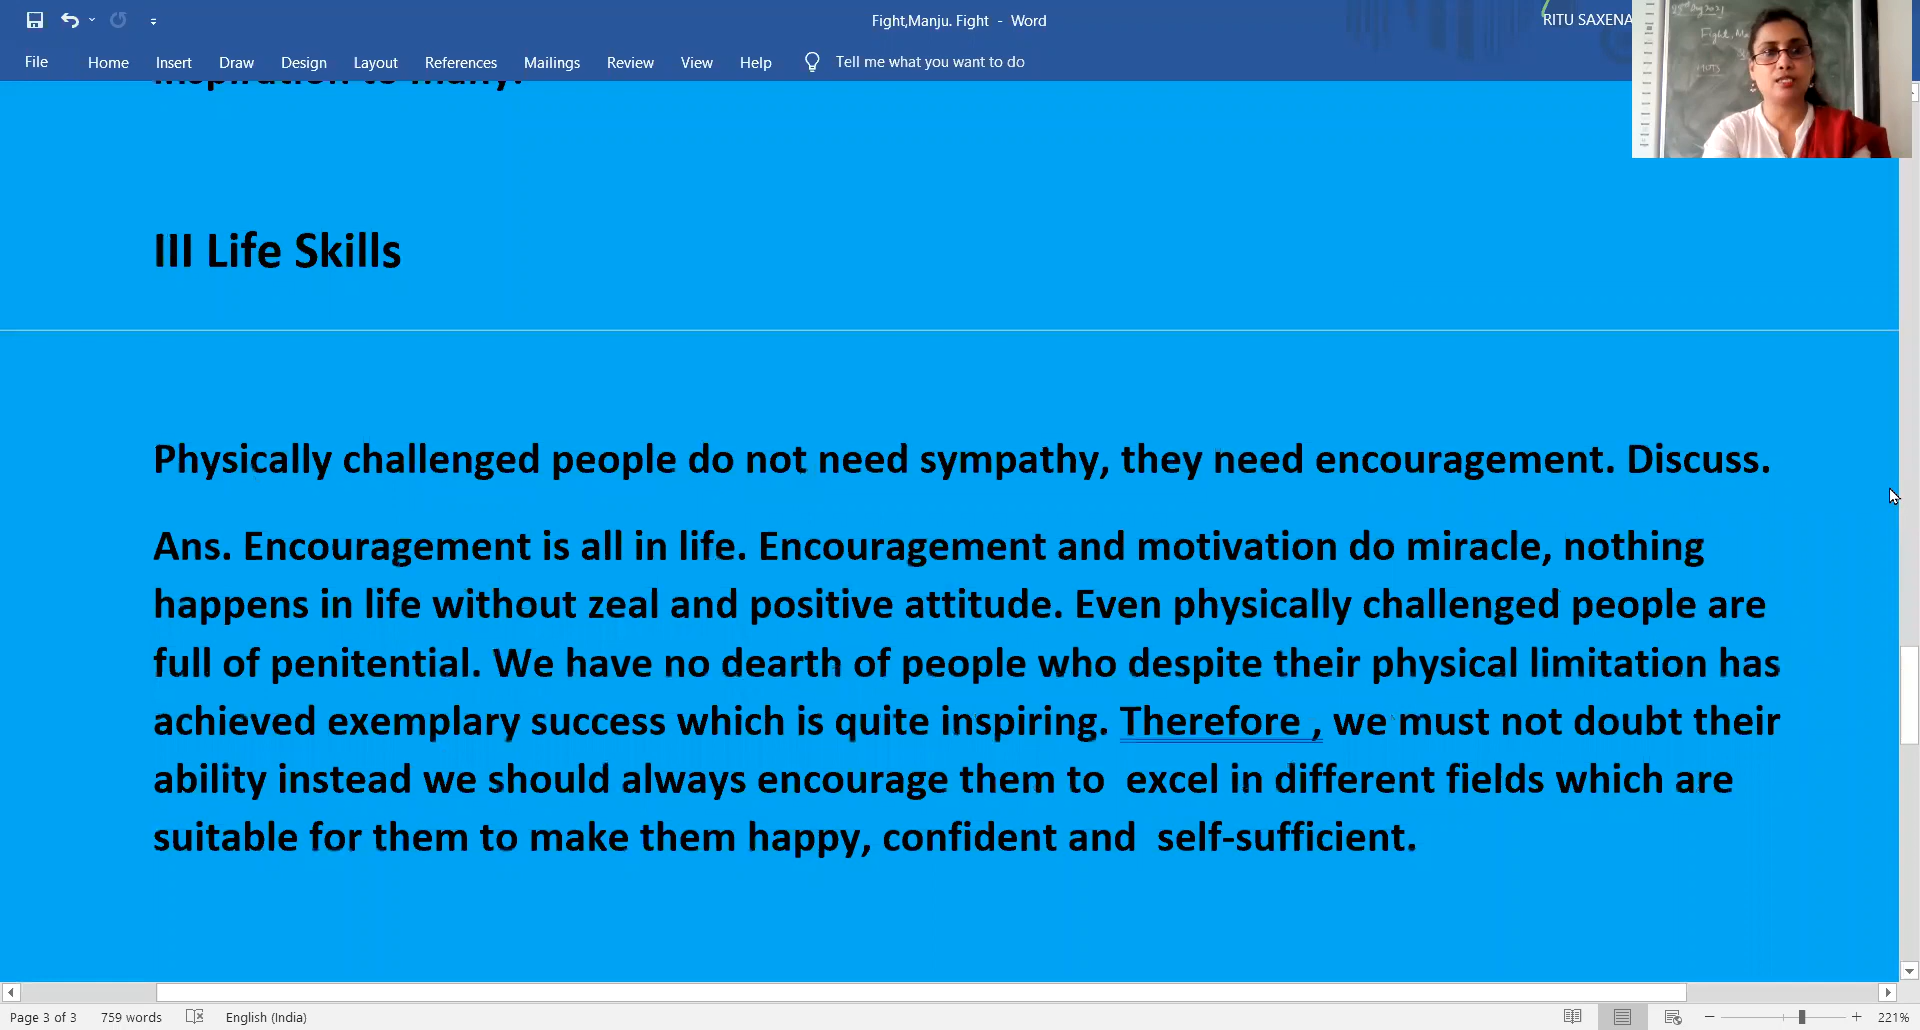 Fight,Manju. Fight - Word
RITU SAXENA
File Home Insert Draw Design Layout References Mailings Review View Help Tell me what you want to do
inspiration to many.
III Life Skills
Physically challenged people do not need sympathy, they need encouragement. Discuss.
Ans. Encouragement is all in life. Encouragement and motivation do miracle, nothing
happens in life without zeal and positive attitude. Even physically challenged people are
full of penitential. We have no dearth of people who despite their physical limitation has
achieved exemplary success which is quite inspiring. Therefore , we must not doubt their
ability instead we should always encourage them to  excel in different fields which are
suitable for them to make them happy, confident and  self-sufficient.
Page 3 of 3 759 words English (India) 221%